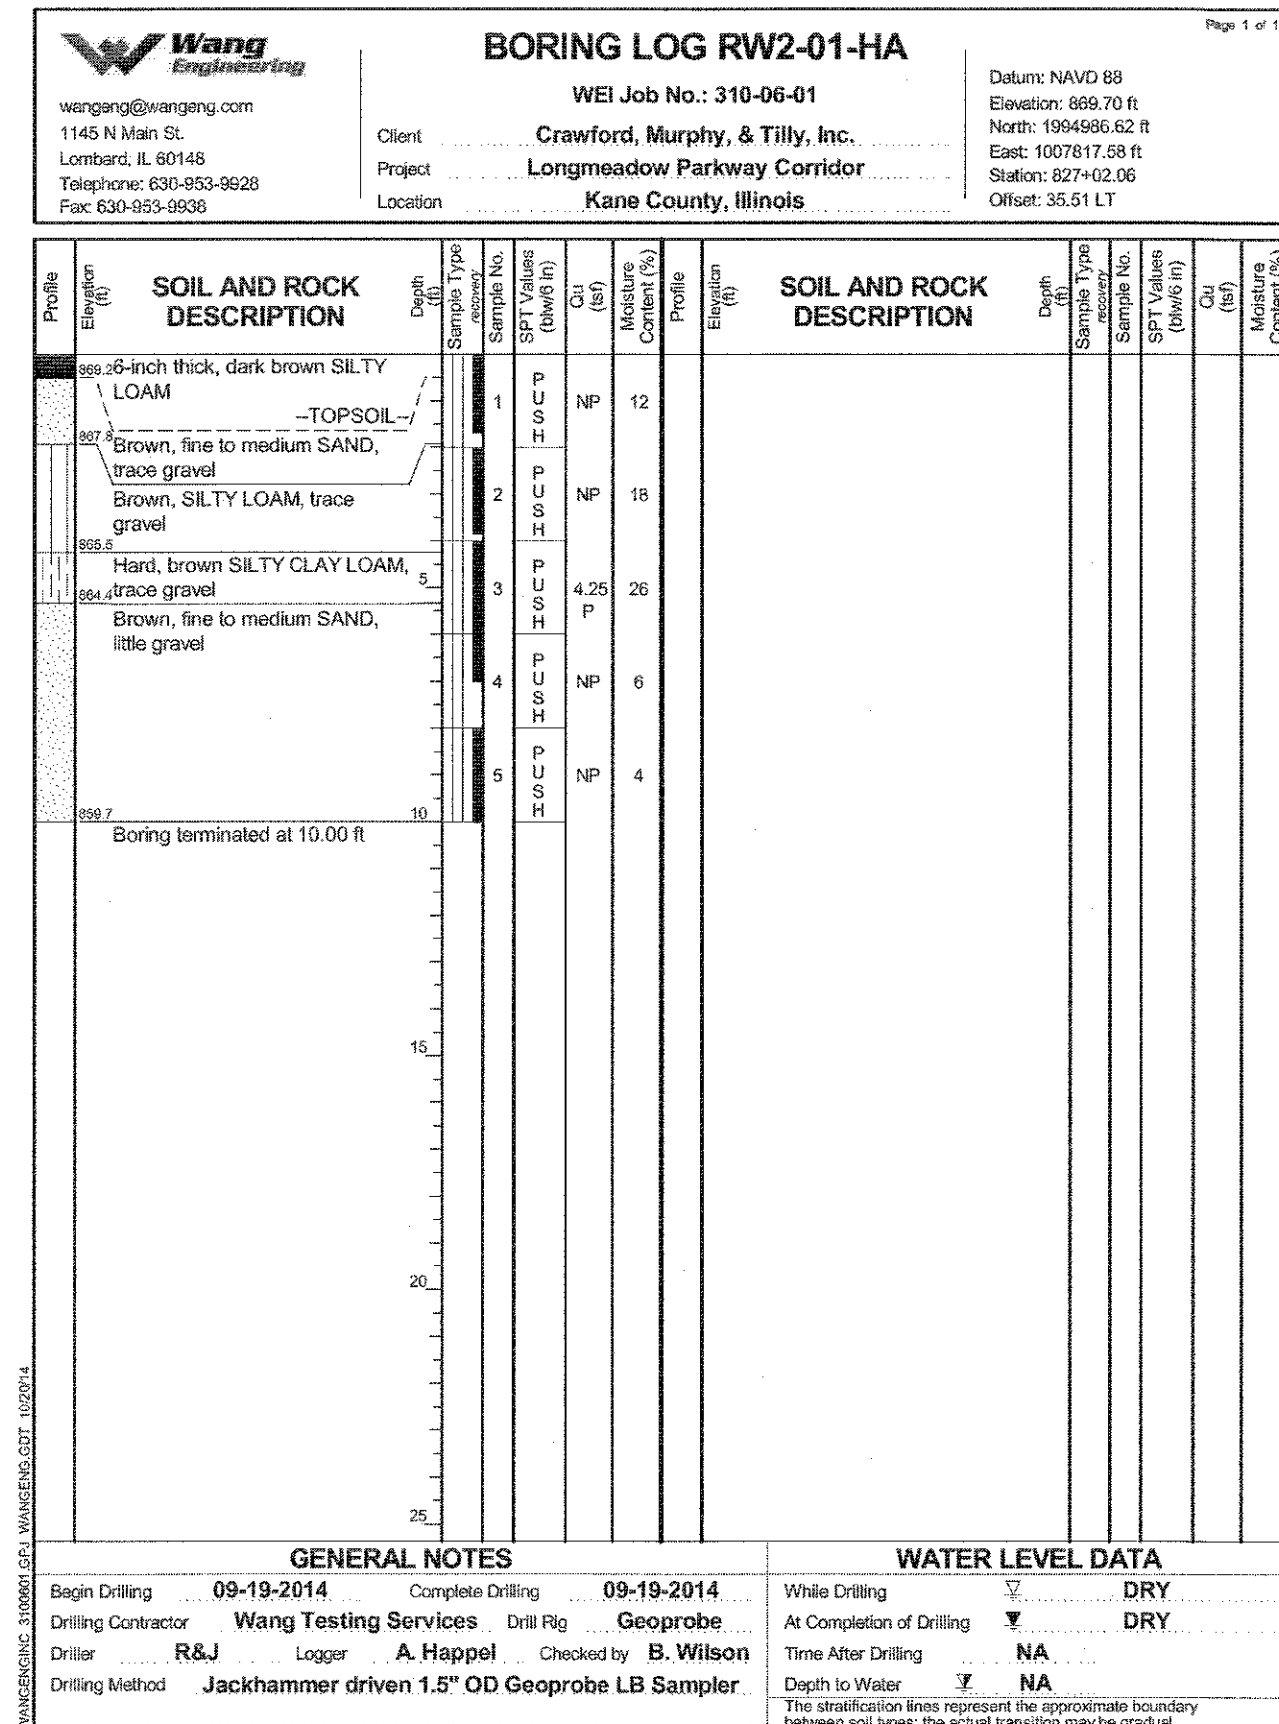 Page 1 of 1
Wang
Engineering
wangeng@wangeng.com
1145 N Main St.
Lombard, IL 60148
Telephone: 630-953-9928
Fax: 630-953-9938
BORING LOG RW2-01-HA
WEI Job No.: 310-06-01
Client Crawford, Murphy, & Tilly, Inc.
Project Longmeadow Parkway Corridor
Location Kane County, Illinois
Datum: NAVD 88
Elevation: 869.70 ft
North: 1994986.62 ft
East: 1007817.58 ft
Station: 827+02.06
Offset: 35.51 LT
Profile
Elevation (ft)
SOIL AND ROCK
DESCRIPTION
Depth (ft)
Sample Type
recovery
Sample No.
SPT Values (blw/6 in)
Qu (tsf)
Moisture Content (%)
Profile
Elevation (ft)
SOIL AND ROCK
DESCRIPTION
Depth (ft)
Sample Type
recovery
Sample No.
SPT Values (blw/6 in)
Qu (tsf)
Moisture Content (%)
869.2 6-inch thick, dark brown SILTY
LOAM
--TOPSOIL--
1 PUSH NP 12
867.8 Brown, fine to medium SAND,
trace gravel
Brown, SILTY LOAM, trace
gravel
2 PUSH NP 18
865.5
Hard, brown SILTY CLAY LOAM,
864.4 trace gravel
5
3 PUSH 4.25 P 26
Brown, fine to medium SAND,
little gravel
4 PUSH NP 6
5 PUSH NP 4
859.7 10
Boring terminated at 10.00 ft
15
20
25
GENERAL NOTES
Begin Drilling 09-19-2014 Complete Drilling 09-19-2014
Drilling Contractor Wang Testing Services Drill Rig Geoprobe
Driller R&J Logger A. Happel Checked by B. Wilson
Drilling Method Jackhammer driven 1.5" OD Geoprobe LB Sampler
WATER LEVEL DATA
While Drilling DRY
At Completion of Drilling DRY
Time After Drilling NA
Depth to Water NA
The stratification lines represent the approximate boundary
between soil types; the actual transition may be gradual.
WANGENGINC 3100601.GPJ WANGENG.GDT 10/20/14